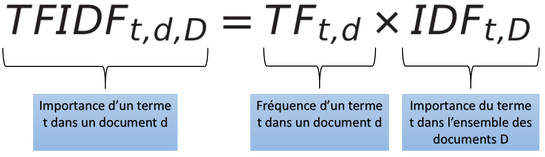 TFIDF_{t,d,D} = TF_{t,d} × IDF_{t,D}
Importance d'un terme
t dans un document d
Fréquence d'un terme
t dans un document d
Importance du terme
t dans l'ensemble des
documents D